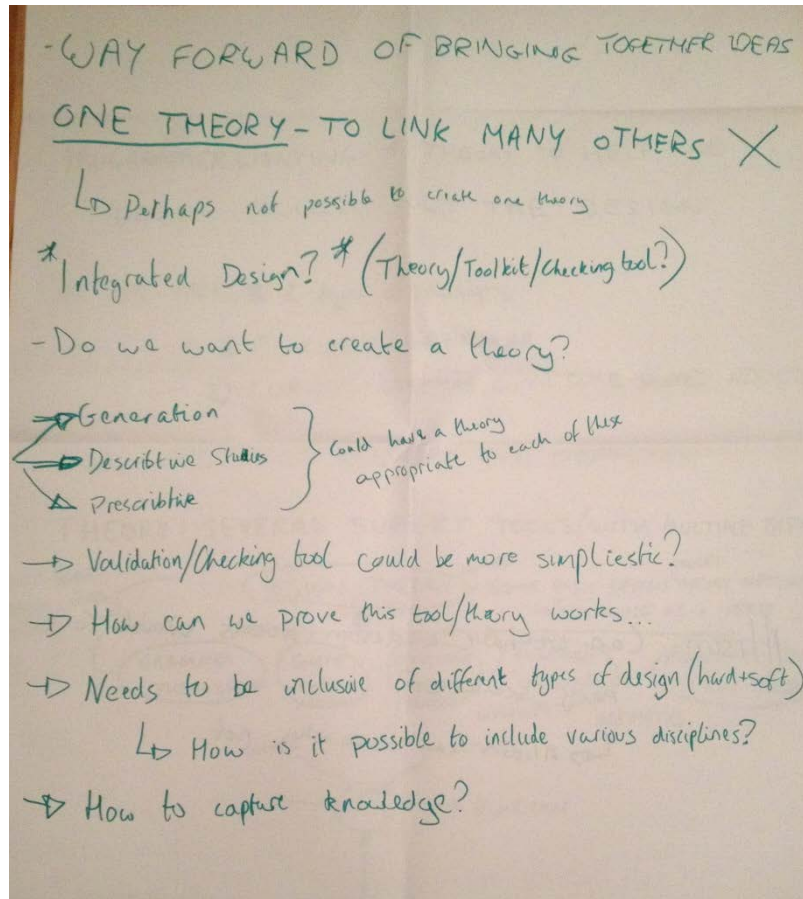 - WAY FORWARD OF BRINGING TOGETHER IDEAS
ONE THEORY - TO LINK MANY OTHERS X
↳ Perhaps not possible to create one theory
* Integrated Design? * (Theory/Toolkit/Checking tool?)
- Do we want to create a theory?
→ Generation
→ Describtive Studies
→ Prescribtive
} Could have a theory
appropriate to each of these
→ Validation/Checking tool could be more simpliestic?
→ How can we prove this tool/theory works...
→ Needs to be inclusive of different types of design (hard+soft)
↳ How is it possible to include various disciplines?
→ How to capture knowledge?